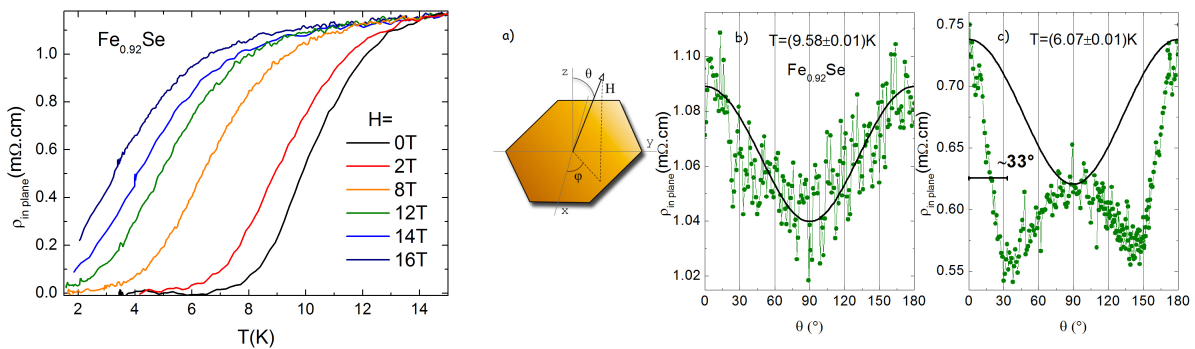 Fe0.92Se
H=
0T
2T
8T
12T
14T
16T
ρin plane(mΩ.cm)
0.0
0.2
0.4
0.6
0.8
1.0
2 4 6 8 10 12 14
T(K)
a)
z
θ
H
y
φ
x
b)
T=(9.58±0.01)K
Fe0.92Se
ρin plane(mΩ.cm)
1.10
1.08
1.06
1.04
1.02
0 30 60 90 120 150 180
θ (°)
c)
T=(6.07±0.01)K
~33°
ρin plane(mΩ.cm)
0.75
0.70
0.65
0.60
0.55
0 30 60 90 120 150 180
θ (°)